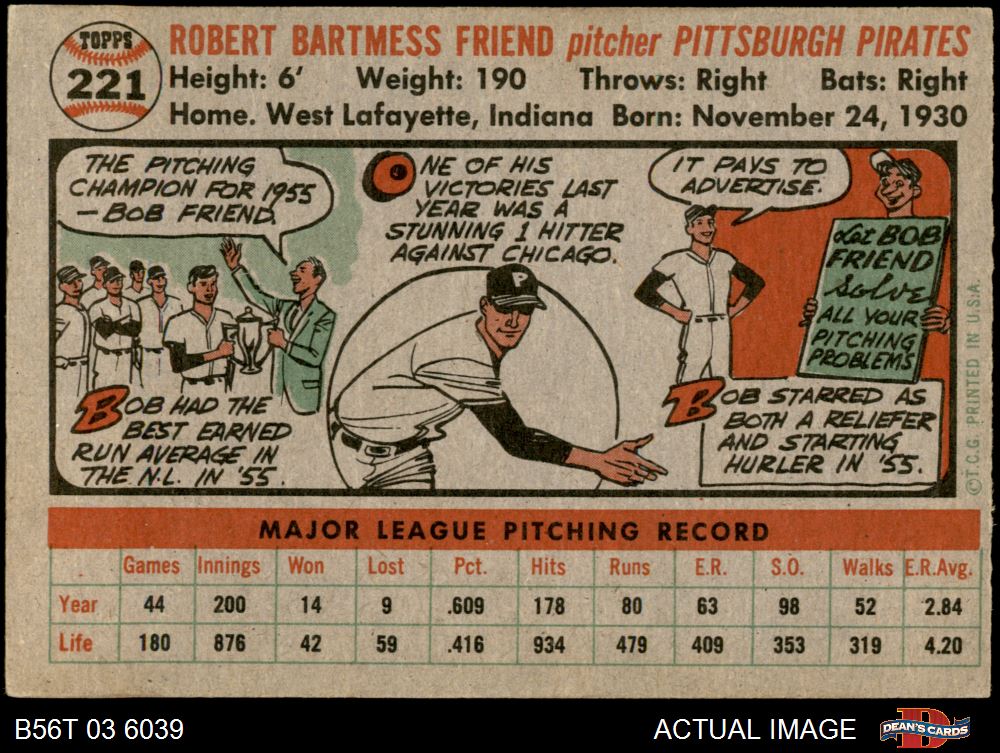 TOPPS
221
ROBERT BARTMESS FRIEND pitcher PITTSBURGH PIRATES
Height: 6' Weight: 190 Throws: Right Bats: Right
Home. West Lafayette, Indiana Born: November 24, 1930
THE PITCHING
CHAMPION FOR 1955
— BOB FRIEND.
BOB HAD THE
BEST EARNED
RUN AVERAGE IN
THE N.L. IN '55.
ONE OF HIS
VICTORIES LAST
YEAR WAS A
STUNNING 1 HITTER
AGAINST CHICAGO.
P
IT PAYS TO
ADVERTISE.
Let BOB
FRIEND
Solve
ALL YOUR
PITCHING
PROBLEMS
BOB STARRED AS
BOTH A RELIEFER
AND STARTING
HURLER IN '55.
©T.C.G. PRINTED IN U.S.A.
MAJOR LEAGUE PITCHING RECORD
Games Innings Won Lost Pct. Hits Runs E.R. S.O. Walks E.R.Avg.
Year 44 200 14 9 .609 178 80 63 98 52 2.84
Life 180 876 42 59 .416 934 479 409 353 319 4.20
B56T 03 6039
ACTUAL IMAGE
DEAN'S CARDS